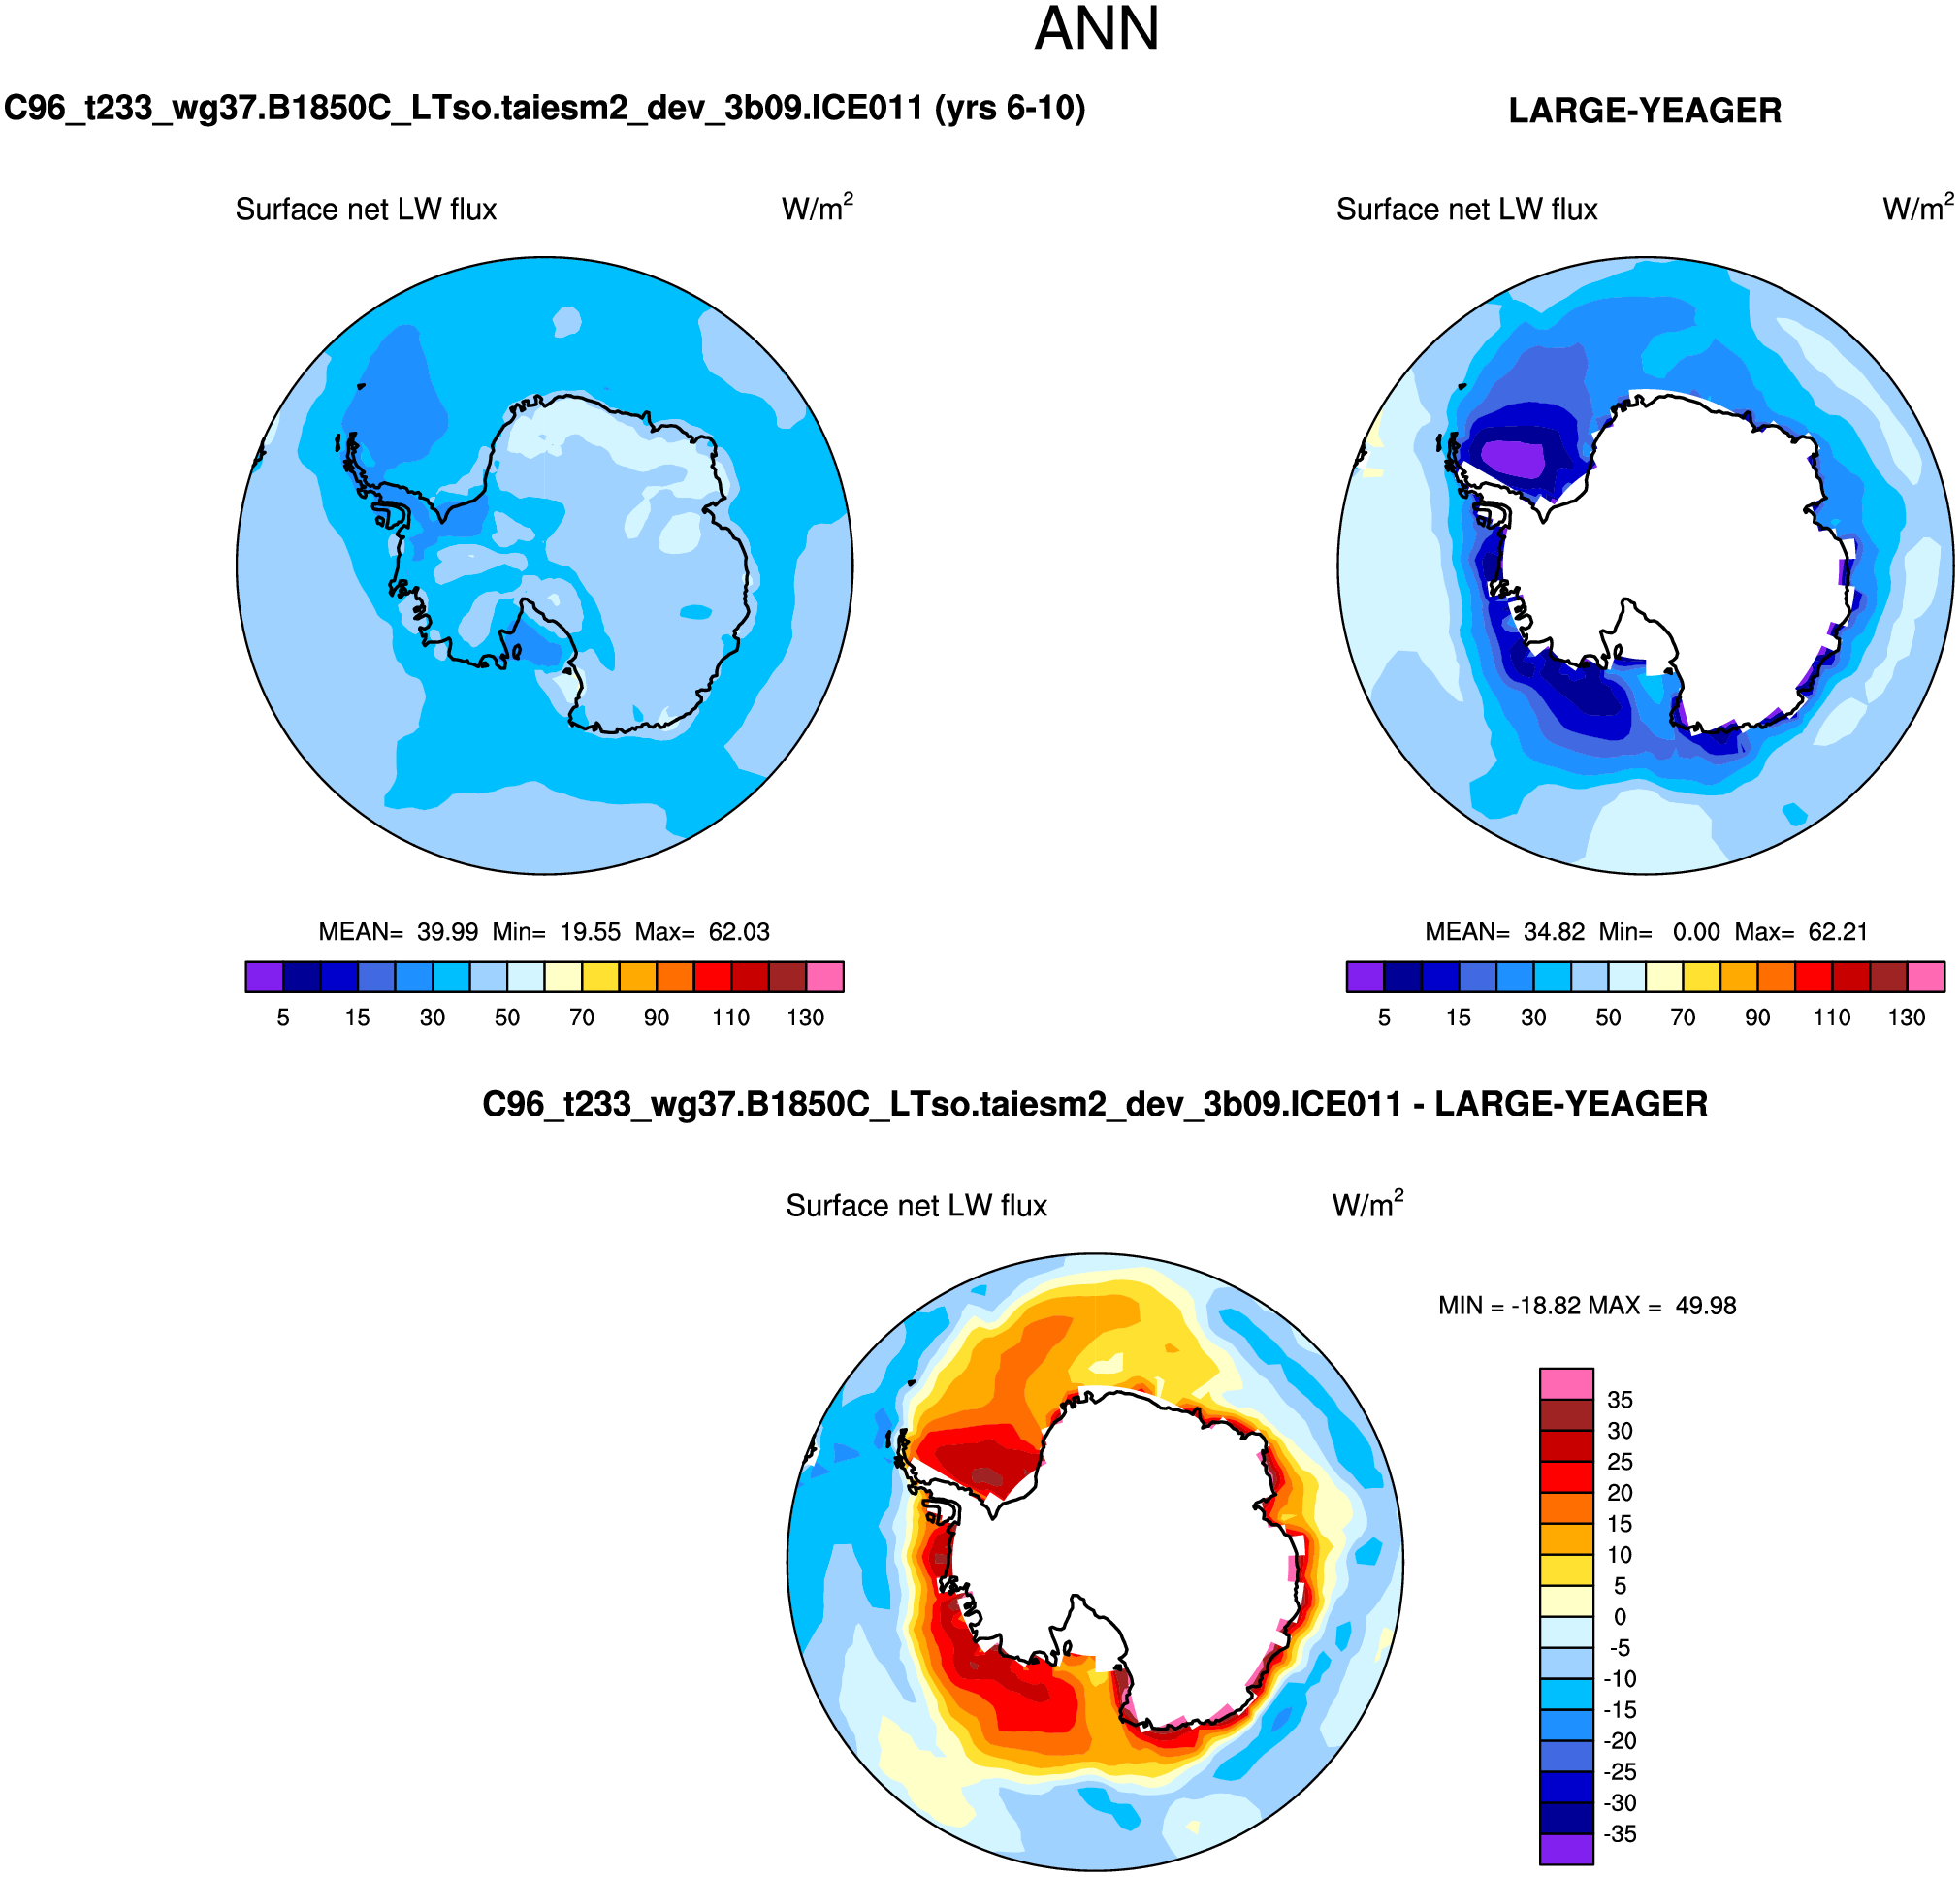 ANN
C96_t233_wg37.B1850C_LTso.taiesm2_dev_3b09.ICE011 (yrs 6-10)
LARGE-YEAGER
Surface net LW flux W/m²
Surface net LW flux W/m²
MEAN= 39.99 Min= 19.55 Max= 62.03
MEAN= 34.82 Min= 0.00 Max= 62.21
5 15 30 50 70 90 110 130
5 15 30 50 70 90 110 130
C96_t233_wg37.B1850C_LTso.taiesm2_dev_3b09.ICE011 - LARGE-YEAGER
Surface net LW flux W/m²
MIN = -18.82 MAX = 49.98
35
30
25
20
15
10
5
0
-5
-10
-15
-20
-25
-30
-35